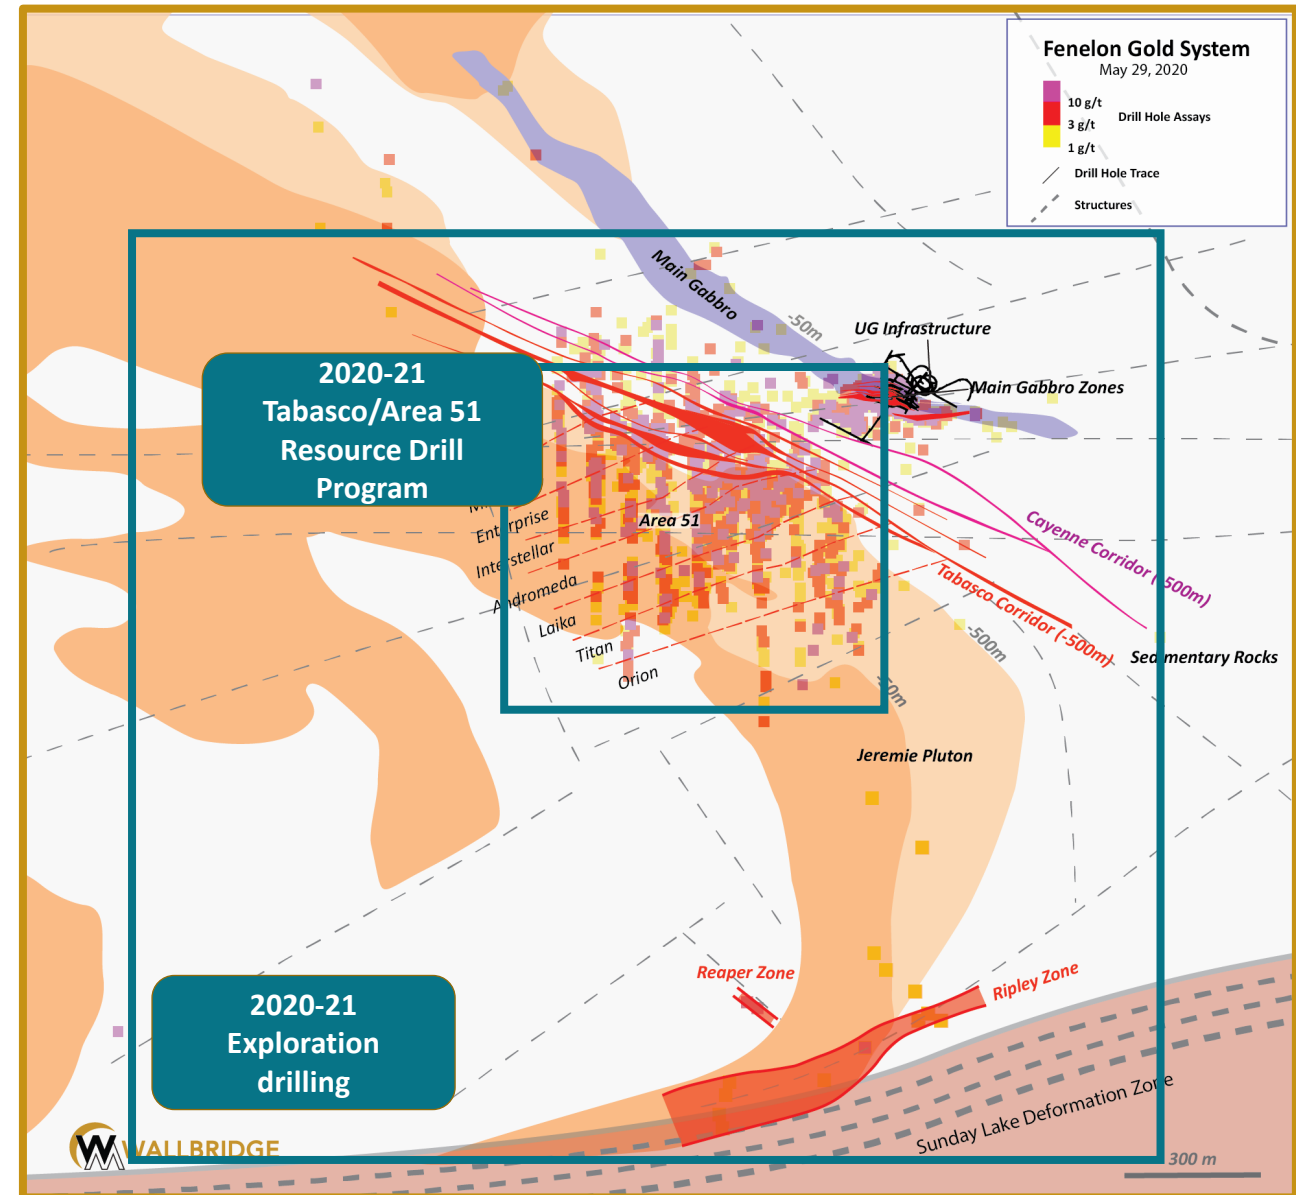 Fenelon Gold System
May 29, 2020
10 g/t
3 g/t
1 g/t
Drill Hole Assays
Drill Hole Trace
Structures
Main Gabbro
-50m
UG Infrastructure
Main Gabbro Zones
2020-21
Tabasco/Area 51
Resource Drill
Program
Enterprise
Interstellar
Andromeda
Laika
Titan
Orion
Area 51
Cayenne Corridor (-500m)
Tabasco Corridor (-500m)
-500m
Sedimentary Rocks
-50m
Jeremie Pluton
Reaper Zone
Ripley Zone
2020-21
Exploration
drilling
Sunday Lake Deformation Zone
WALLBRIDGE
300 m